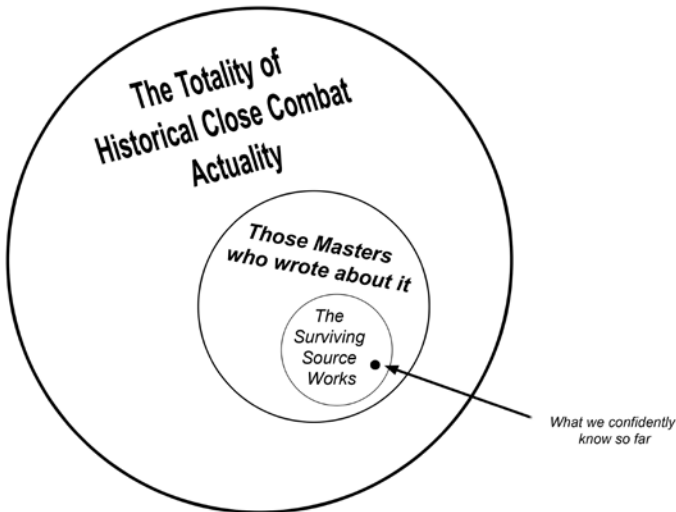 The Totality of
Historical Close Combat
Actuality
Those Masters
who wrote about it
The
Surviving
Source
Works
What we confidently
know so far